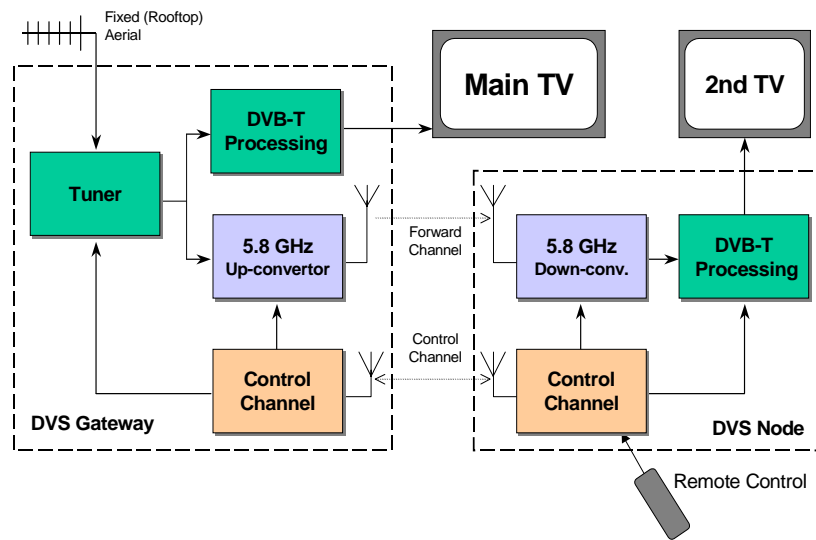 Fixed (Rooftop)
Aerial
Main TV
2nd TV
DVB-T
Processing
Tuner
5.8 GHz
Up-convertor
Forward
Channel
5.8 GHz
Down-conv.
DVB-T
Processing
Control
Channel
Control
Channel
Control
Channel
DVS Gateway
DVS Node
Remote Control